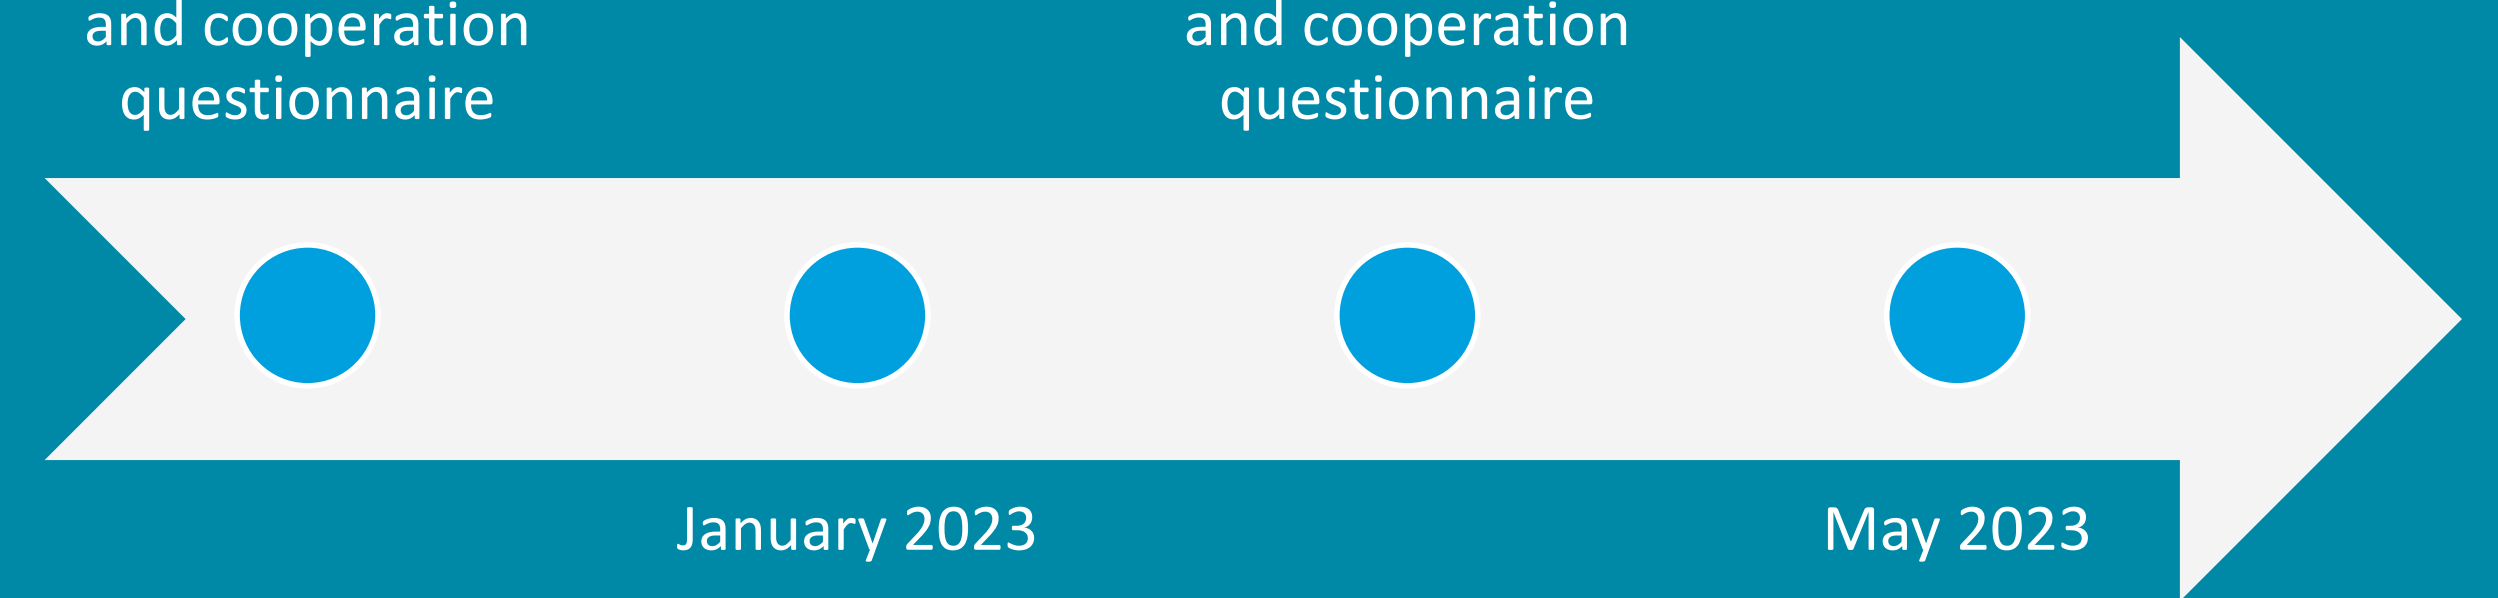 and cooperation
questionnaire
and cooperation
questionnaire
January 2023
May 2023